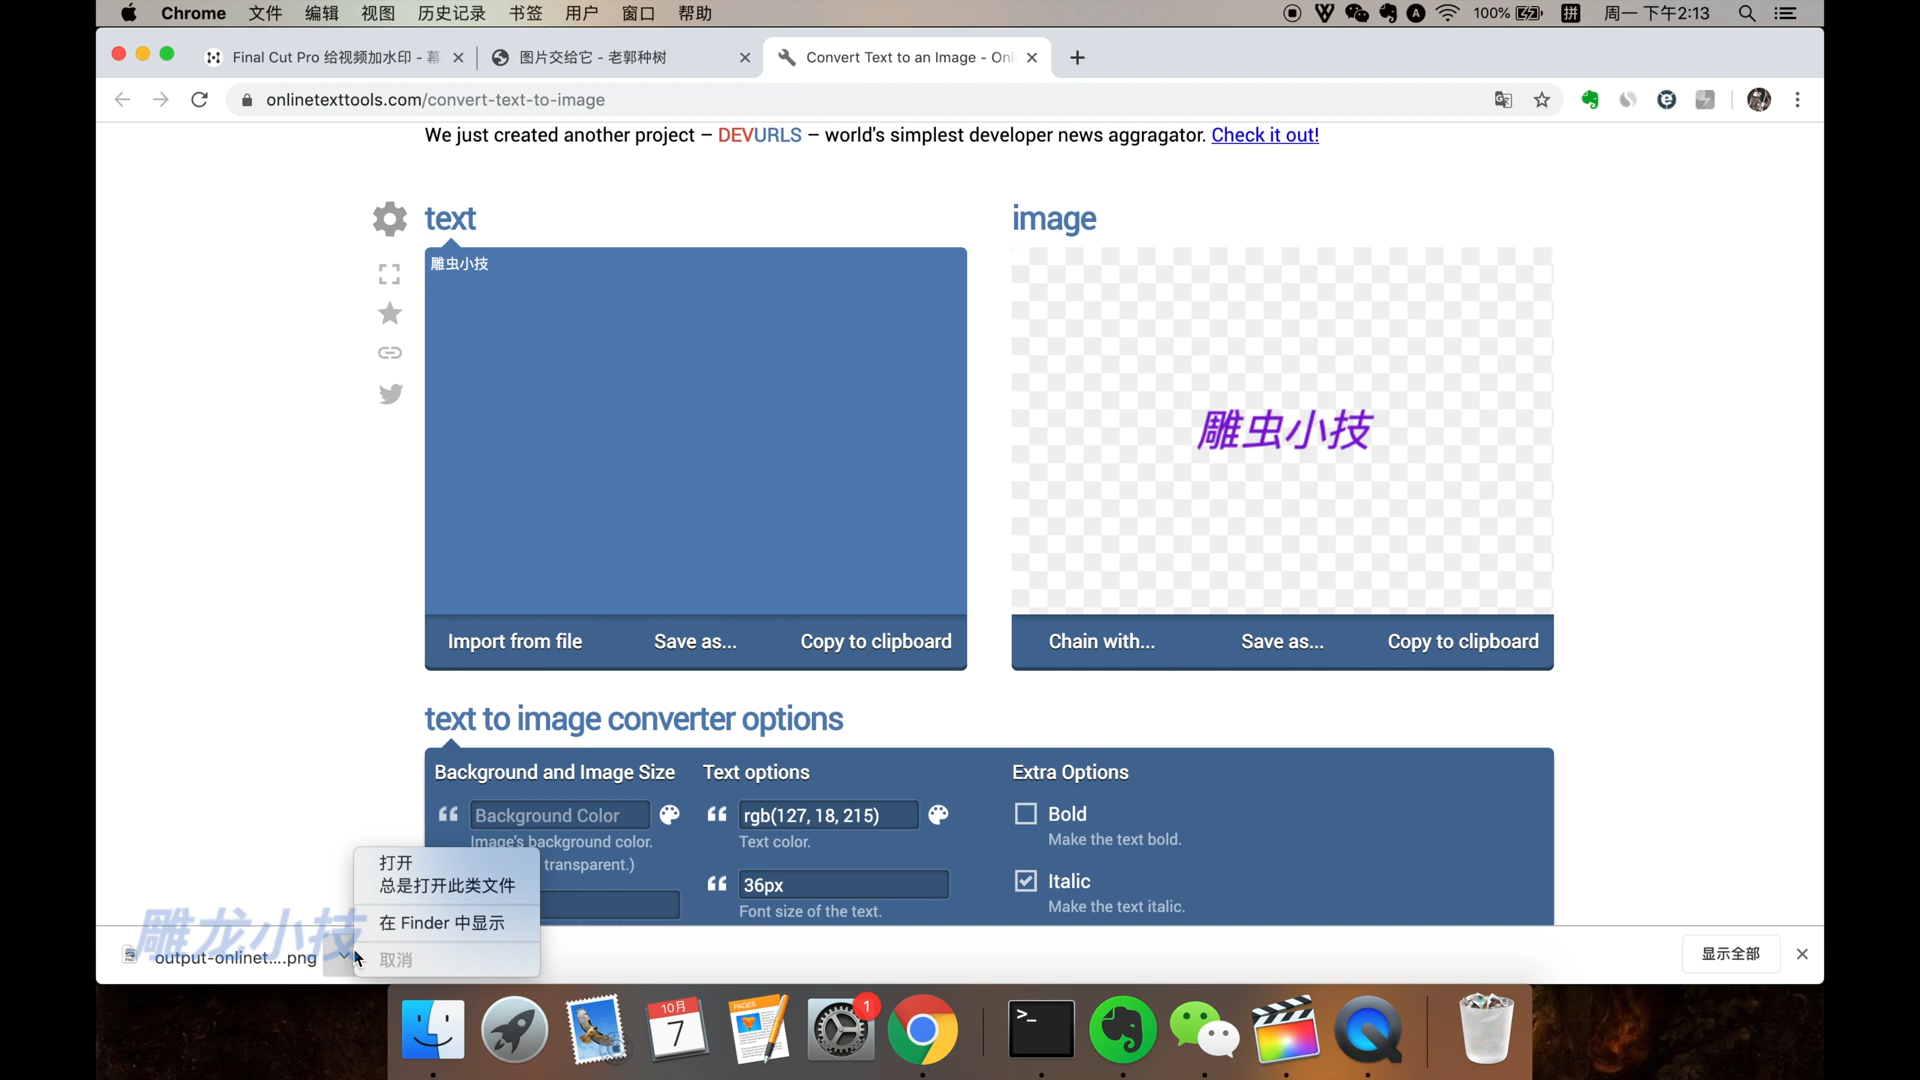 Chrome 文件 编辑 视图 历史记录 书签 用户 窗口 帮助 100% 拼 周一 下午2:13
Final Cut Pro 给视频加水印 - 幕 图片交给它 - 老郭种树 Convert Text to an Image - Onl
onlinetexttools.com/convert-text-to-image
We just created another project – DEVURLS – world's simplest developer news aggragator. Check it out!
text
image
雕虫小技
雕虫小技
Import from file Save as... Copy to clipboard
Chain with... Save as... Copy to clipboard
text to image converter options
Background and Image Size Text options Extra Options
Background Color rgb(127, 18, 215) Bold
Image's background color. Text color. Make the text bold.
transparent.)
36px Italic
Font size of the text. Make the text italic.
打开
总是打开此类文件
在 Finder 中显示
取消
雕龙小技
output-onlinet....png
显示全部
10月
7
PAGES
1
>_